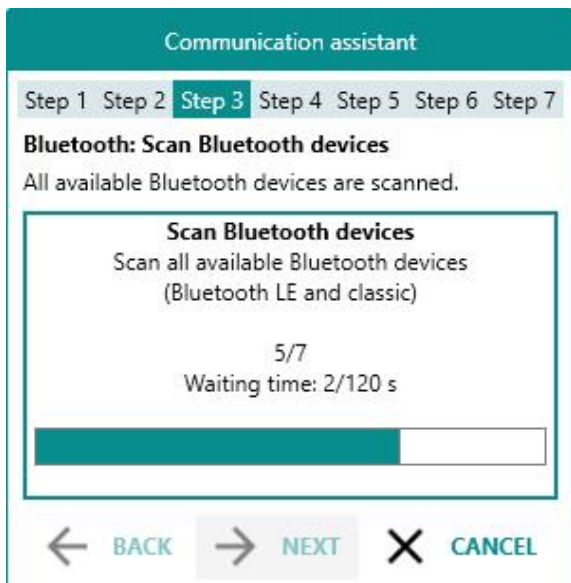 Communication assistant
Step 1 Step 2 Step 3 Step 4 Step 5 Step 6 Step 7
Bluetooth: Scan Bluetooth devices
All available Bluetooth devices are scanned.
Scan Bluetooth devices
Scan all available Bluetooth devices
(Bluetooth LE and classic)
5/7
Waiting time: 2/120 s
BACK NEXT CANCEL